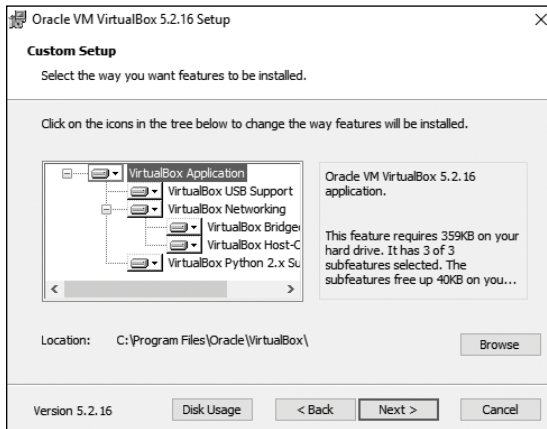 Oracle VM VirtualBox 5.2.16 Setup
Custom Setup
Select the way you want features to be installed.
Click on the icons in the tree below to change the way features will be installed.
VirtualBox Application
VirtualBox USB Support
VirtualBox Networking
VirtualBox Bridge
VirtualBox Host-C
VirtualBox Python 2.x Su
Oracle VM VirtualBox 5.2.16
application.
This feature requires 359KB on your
hard drive. It has 3 of 3
subfeatures selected. The
subfeatures free up 40KB on you...
Location: C:\Program Files\Oracle\VirtualBox\
Browse
Version 5.2.16 Disk Usage < Back Next > Cancel